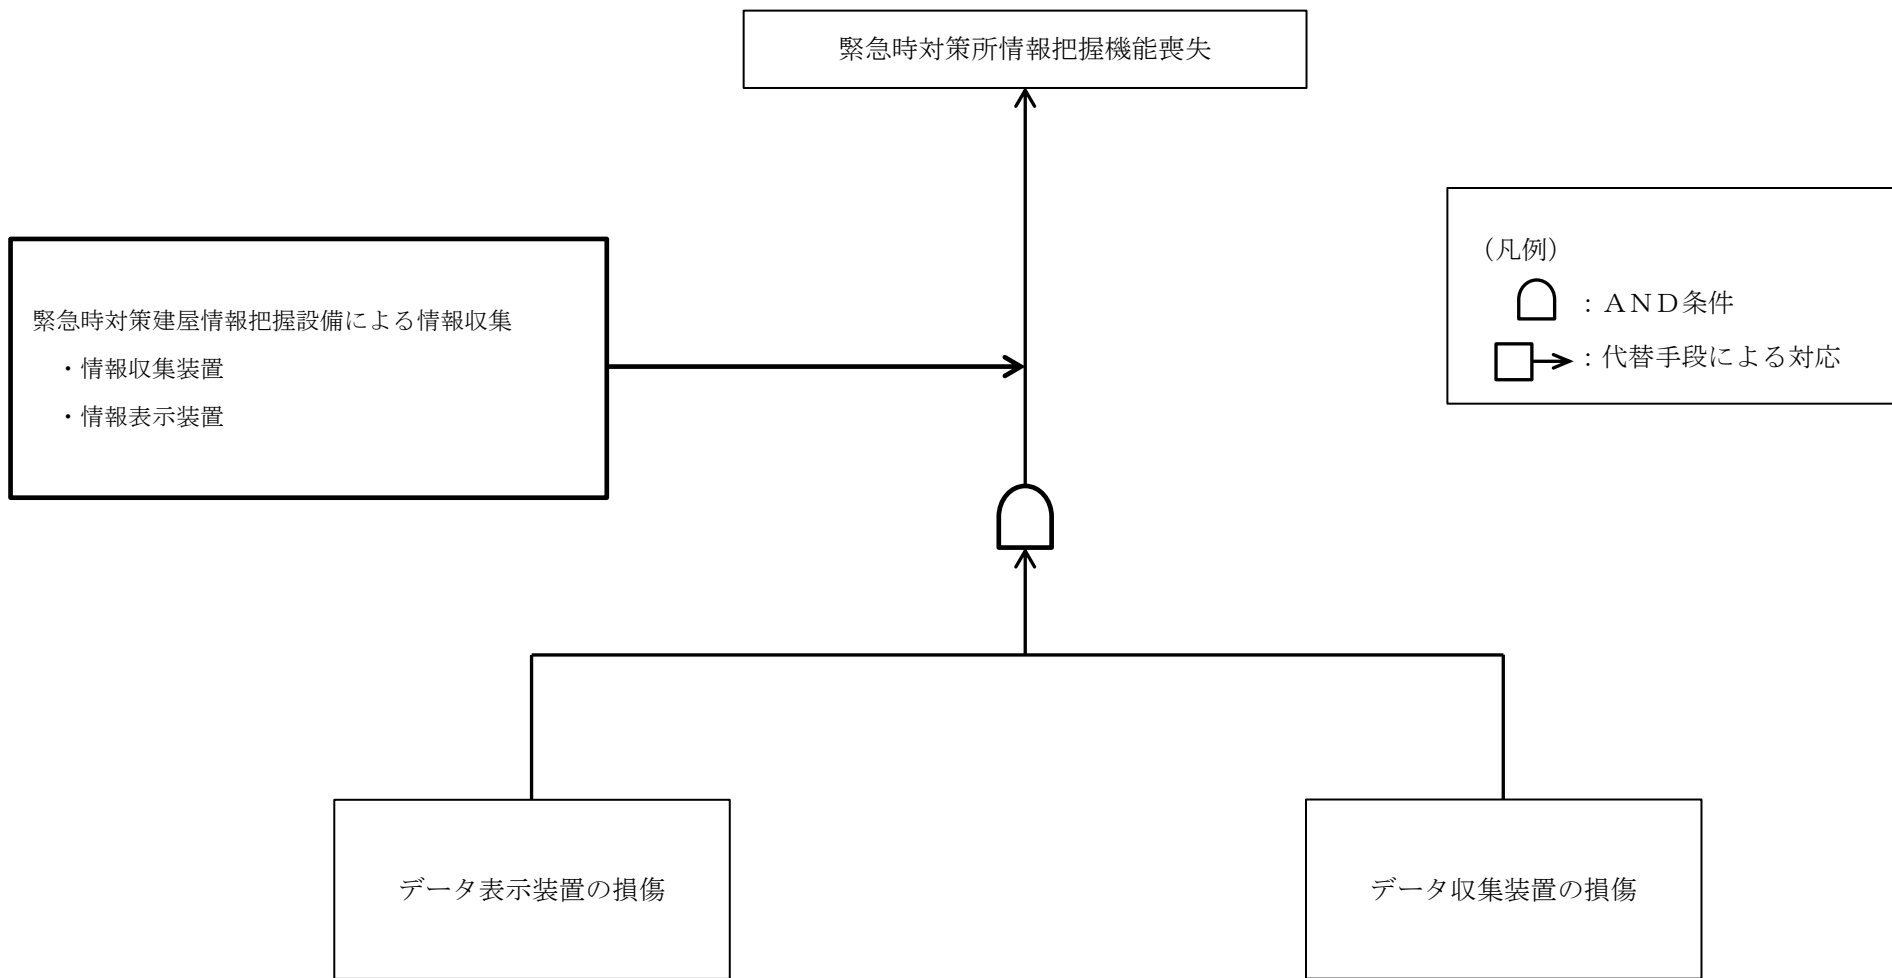 緊急時対策所情報把握機能喪失
緊急時対策建屋情報把握設備による情報収集
・情報収集装置
・情報表示装置
（凡例）
：ＡＮＤ条件
：代替手段による対応
データ表示装置の損傷
データ収集装置の損傷